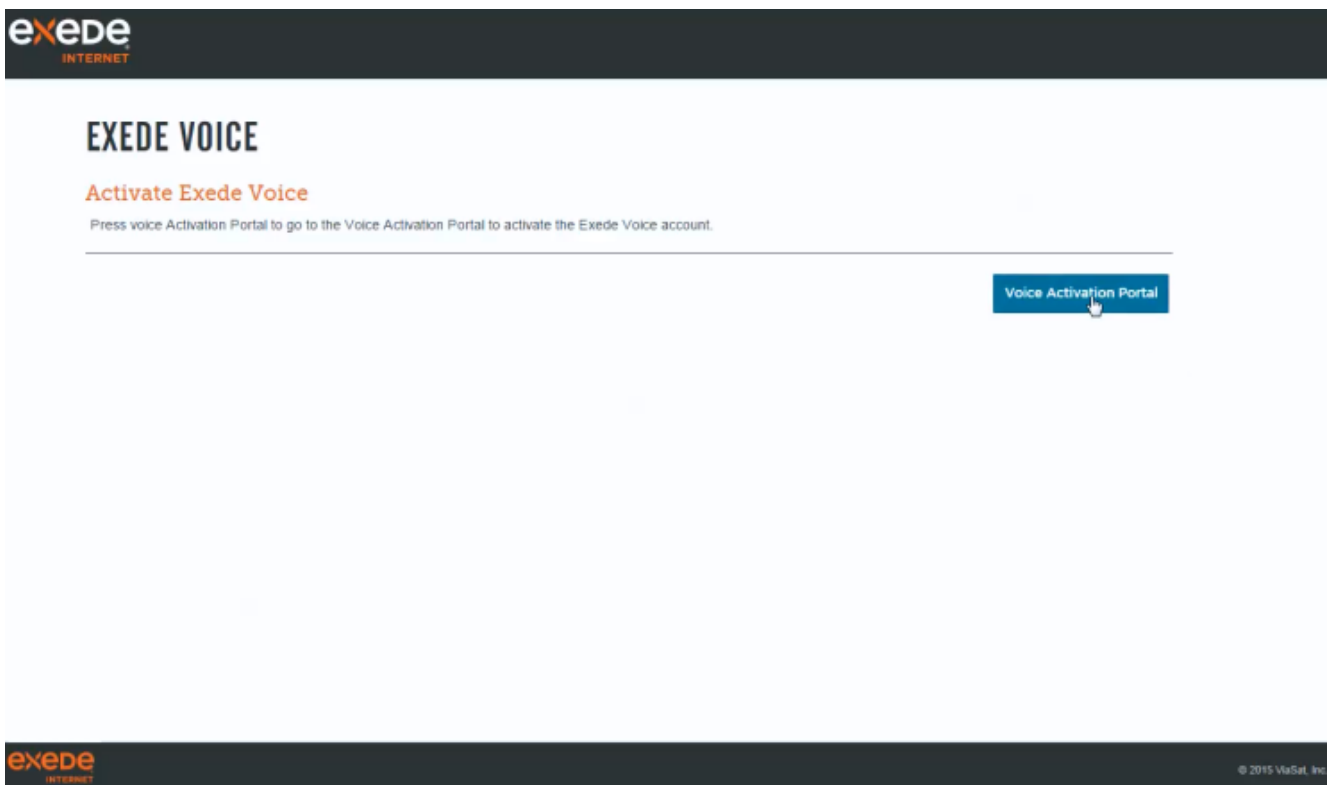 exede
INTERNET
EXEDE VOICE
Activate Exede Voice
Press voice Activation Portal to go to the Voice Activation Portal to activate the Exede Voice account.
Voice Activation Portal
exede
INTERNET
© 2015 ViaSat, Inc.